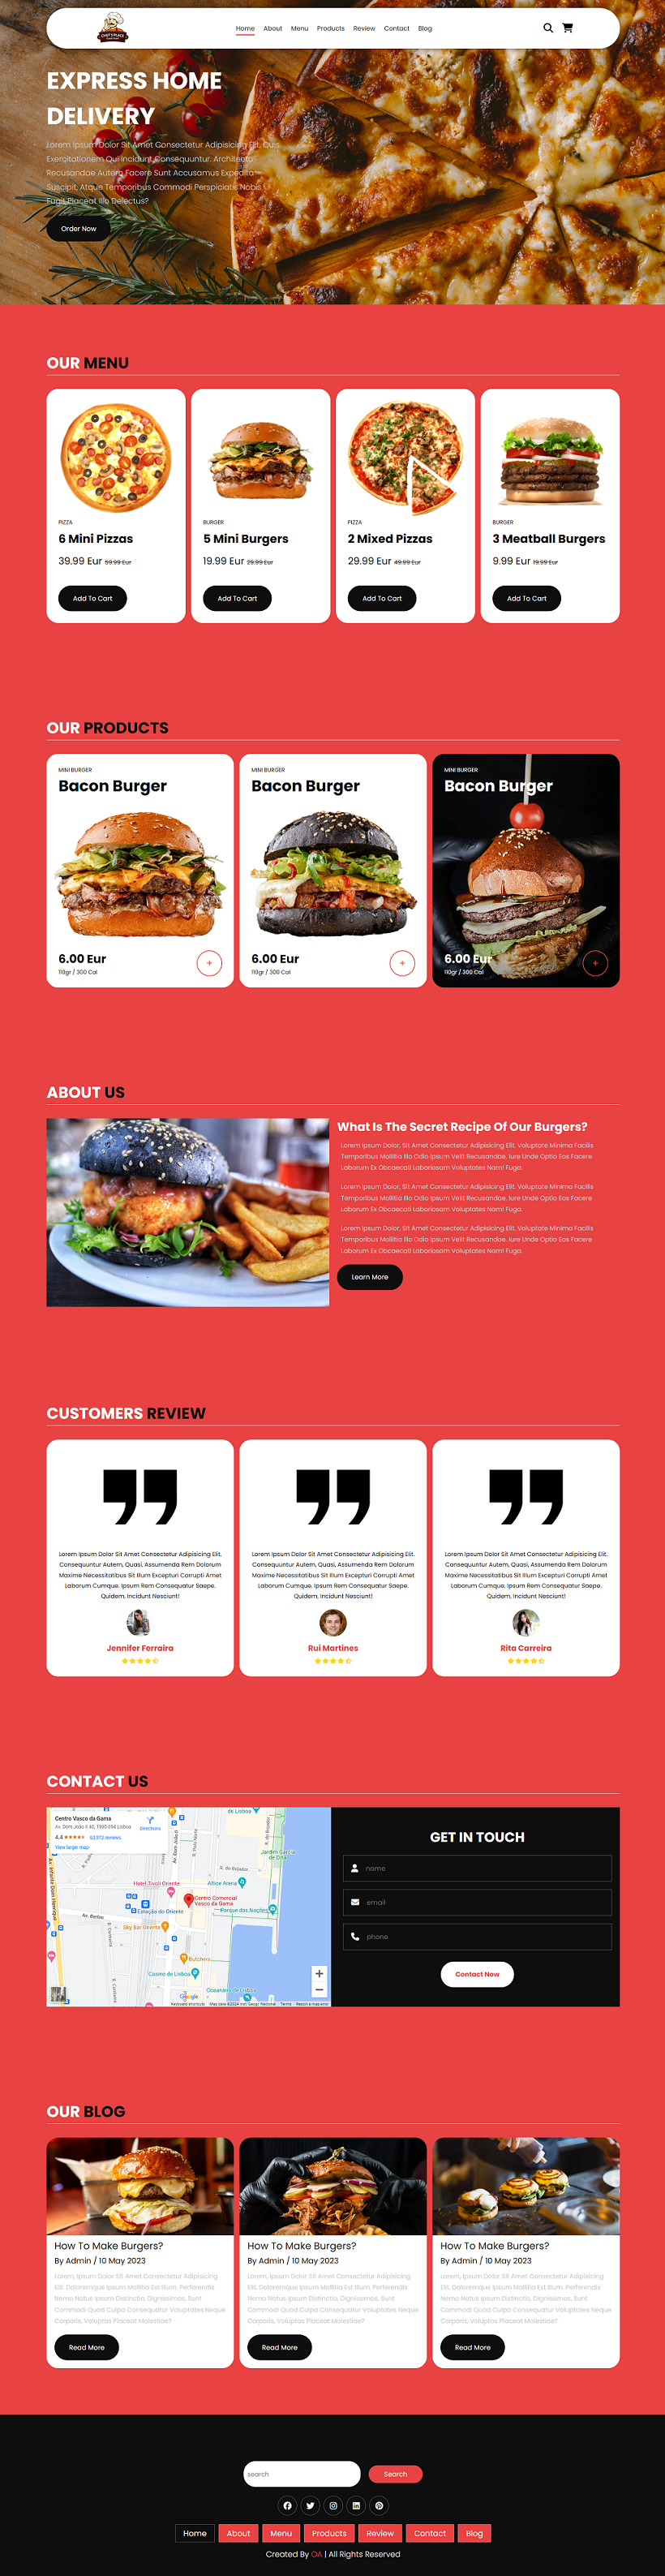 CHEF'S PLACE
Home About Menu Products Review Contact Blog
EXPRESS HOME
DELIVERY
Lorem Ipsum Dolor Sit Amet Consectetur Adipisicing Elit. Quis
Exercitationem Qui Incidunt Consequuntur. Architecto
Recusandae Autem Facere Sunt Accusamus Expedita
Suscipit, Atque Temporibus Commodi Perspiciatis Nobis
Fugit Placeat Illo Delectus?
Order Now
OUR MENU
PIZZA
6 Mini Pizzas
39.99 Eur 59.99 Eur
Add To Cart
BURGER
5 Mini Burgers
19.99 Eur 29.99 Eur
Add To Cart
PIZZA
2 Mixed Pizzas
29.99 Eur 49.99 Eur
Add To Cart
BURGER
3 Meatball Burgers
9.99 Eur 19.99 Eur
Add To Cart
OUR PRODUCTS
MINI BURGER
Bacon Burger
6.00 Eur
110gr / 300 Cal
+
MINI BURGER
Bacon Burger
6.00 Eur
110gr / 300 Cal
+
MINI BURGER
Bacon Burger
6.00 Eur
110gr / 300 Cal
+
ABOUT US
What Is The Secret Recipe Of Our Burgers?
Lorem Ipsum Dolor, Sit Amet Consectetur Adipisicing Elit. Voluptate Minima Facilis
Temporibus Mollitia Illo Odio Ipsum Velit Recusandae. Iure Unde Optio Eos Facere
Laborum Ex Obcaecati Laboriosam Voluptates Nam! Fuga.
Lorem Ipsum Dolor, Sit Amet Consectetur Adipisicing Elit. Voluptate Minima Facilis
Temporibus Mollitia Illo Odio Ipsum Velit Recusandae. Iure Unde Optio Eos Facere
Laborum Ex Obcaecati Laboriosam Voluptates Nam! Fuga.
Lorem Ipsum Dolor, Sit Amet Consectetur Adipisicing Elit. Voluptate Minima Facilis
Temporibus Mollitia Illo Odio Ipsum Velit Recusandae. Iure Unde Optio Eos Facere
Laborum Ex Obcaecati Laboriosam Voluptates Nam! Fuga.
Learn More
CUSTOMERS REVIEW
Lorem Ipsum Dolor Sit Amet Consectetur Adipisicing Elit.
Consequuntur Autem, Quasi, Assumenda Rem Dolorum
Maxime Necessitatibus Sit Illum Excepturi Corrupti Amet
Laborum Cumque. Ipsum Rem Consequatur Saepe.
Quidem, Incidunt Nesciunt!
Jennifer Ferraira
Lorem Ipsum Dolor Sit Amet Consectetur Adipisicing Elit.
Consequuntur Autem, Quasi, Assumenda Rem Dolorum
Maxime Necessitatibus Sit Illum Excepturi Corrupti Amet
Laborum Cumque. Ipsum Rem Consequatur Saepe.
Quidem, Incidunt Nesciunt!
Rui Martines
Lorem Ipsum Dolor Sit Amet Consectetur Adipisicing Elit.
Consequuntur Autem, Quasi, Assumenda Rem Dolorum
Maxime Necessitatibus Sit Illum Excepturi Corrupti Amet
Laborum Cumque. Ipsum Rem Consequatur Saepe.
Quidem, Incidunt Nesciunt!
Rita Carreira
CONTACT US
Centro Vasco da Gama
Av. Dom João II 40, 1990-094 Lisboa
4.4 63,973 reviews
View larger map
Directions
de Lisboa
Jardim Garcia
de Orta
Hotel Tivoli Oriente
Altice Arena
Centro Comercial
Vasco da Gama
Estação do Oriente
Parque das Nações
Av. Berlim
Sky Bar Oriente
Butchers
Casino de Lisboa
Oceanário de Lisboa
Google
Keyboard shortcuts Map data ©2024 Inst. Geogr. Nacional Terms Report a map error
GET IN TOUCH
name
email
phone
Contact Now
OUR BLOG
How To Make Burgers?
By Admin / 10 May 2023
Lorem, Ipsum Dolor Sit Amet Consectetur Adipisicing
Elit. Doloremque Ipsum Mollitia Est Illum. Perferendis
Nemo Natus Ipsum Distinctio, Dignissimos, Sunt
Commodi Quod Culpa Consequatur Voluptates Neque
Corporis, Voluptas Placeat Molestiae?
Read More
How To Make Burgers?
By Admin / 10 May 2023
Lorem, Ipsum Dolor Sit Amet Consectetur Adipisicing
Elit. Doloremque Ipsum Mollitia Est Illum. Perferendis
Nemo Natus Ipsum Distinctio, Dignissimos, Sunt
Commodi Quod Culpa Consequatur Voluptates Neque
Corporis, Voluptas Placeat Molestiae?
Read More
How To Make Burgers?
By Admin / 10 May 2023
Lorem, Ipsum Dolor Sit Amet Consectetur Adipisicing
Elit. Doloremque Ipsum Mollitia Est Illum. Perferendis
Nemo Natus Ipsum Distinctio, Dignissimos, Sunt
Commodi Quod Culpa Consequatur Voluptates Neque
Corporis, Voluptas Placeat Molestiae?
Read More
search
Search
Home About Menu Products Review Contact Blog
Created By OA | All Rights Reserved